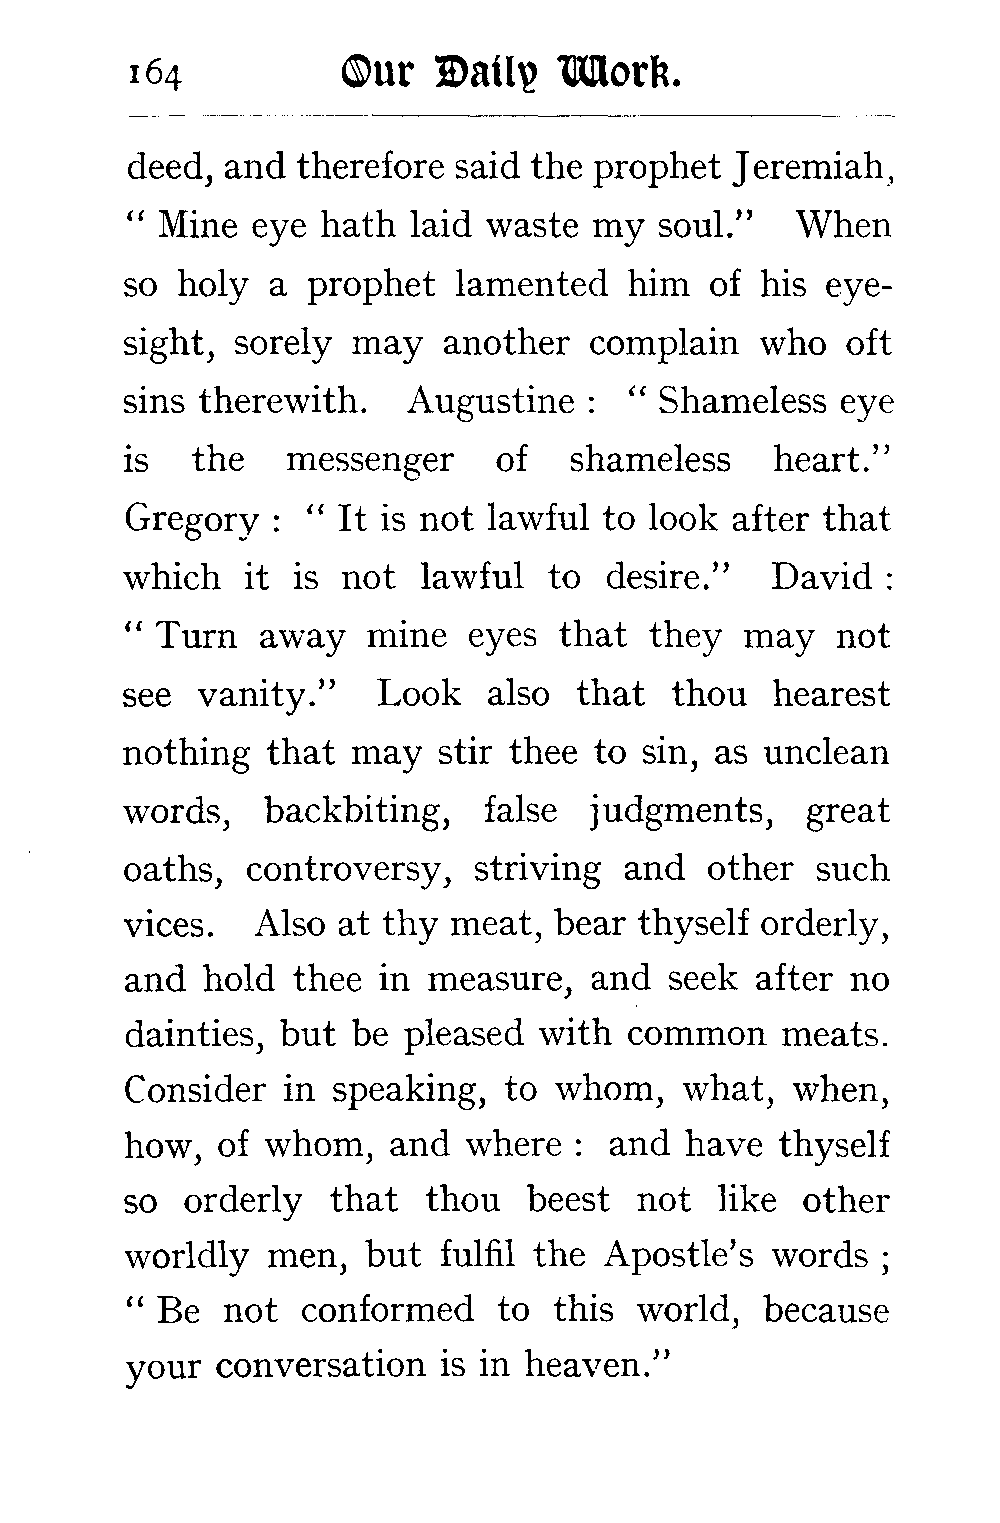 164 Our Daily Work.
deed, and therefore said the prophet Jeremiah,
“ Mine eye hath laid waste my soul.” When
so holy a prophet lamented him of his eye-
sight, sorely may another complain who oft
sins therewith. Augustine : “ Shameless eye
is the messenger of shameless heart.”
Gregory : “ It is not lawful to look after that
which it is not lawful to desire.” David :
“ Turn away mine eyes that they may not
see vanity.” Look also that thou hearest
nothing that may stir thee to sin, as unclean
words, backbiting, false judgments, great
oaths, controversy, striving and other such
vices. Also at thy meat, bear thyself orderly,
and hold thee in measure, and seek after no
dainties, but be pleased with common meats.
Consider in speaking, to whom, what, when,
how, of whom, and where : and have thyself
so orderly that thou beest not like other
worldly men, but fulfil the Apostle’s words ;
“ Be not conformed to this world, because
your conversation is in heaven.”